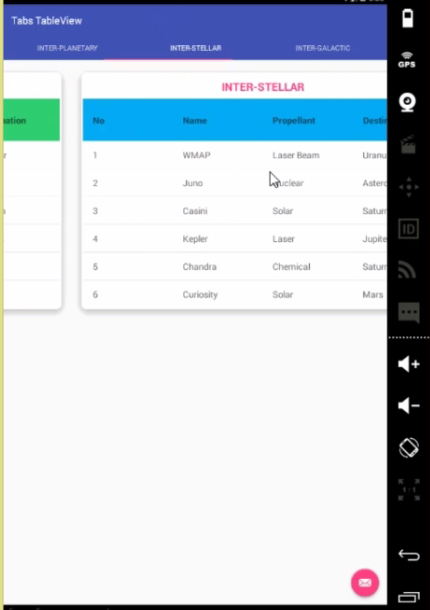 Tabs TableView
INTER-PLANETARY INTER-STELLAR INTER-GALACTIC
INTER-STELLAR
No Name Propellant
1 WMAP Laser Beam Uranu
2 Juno Nuclear Astero
3 Casini Solar Saturn
4 Kepler Laser Jupite
5 Chandra Chemical Saturn
6 Curiosity Solar Mars
GPS
ID
1:1